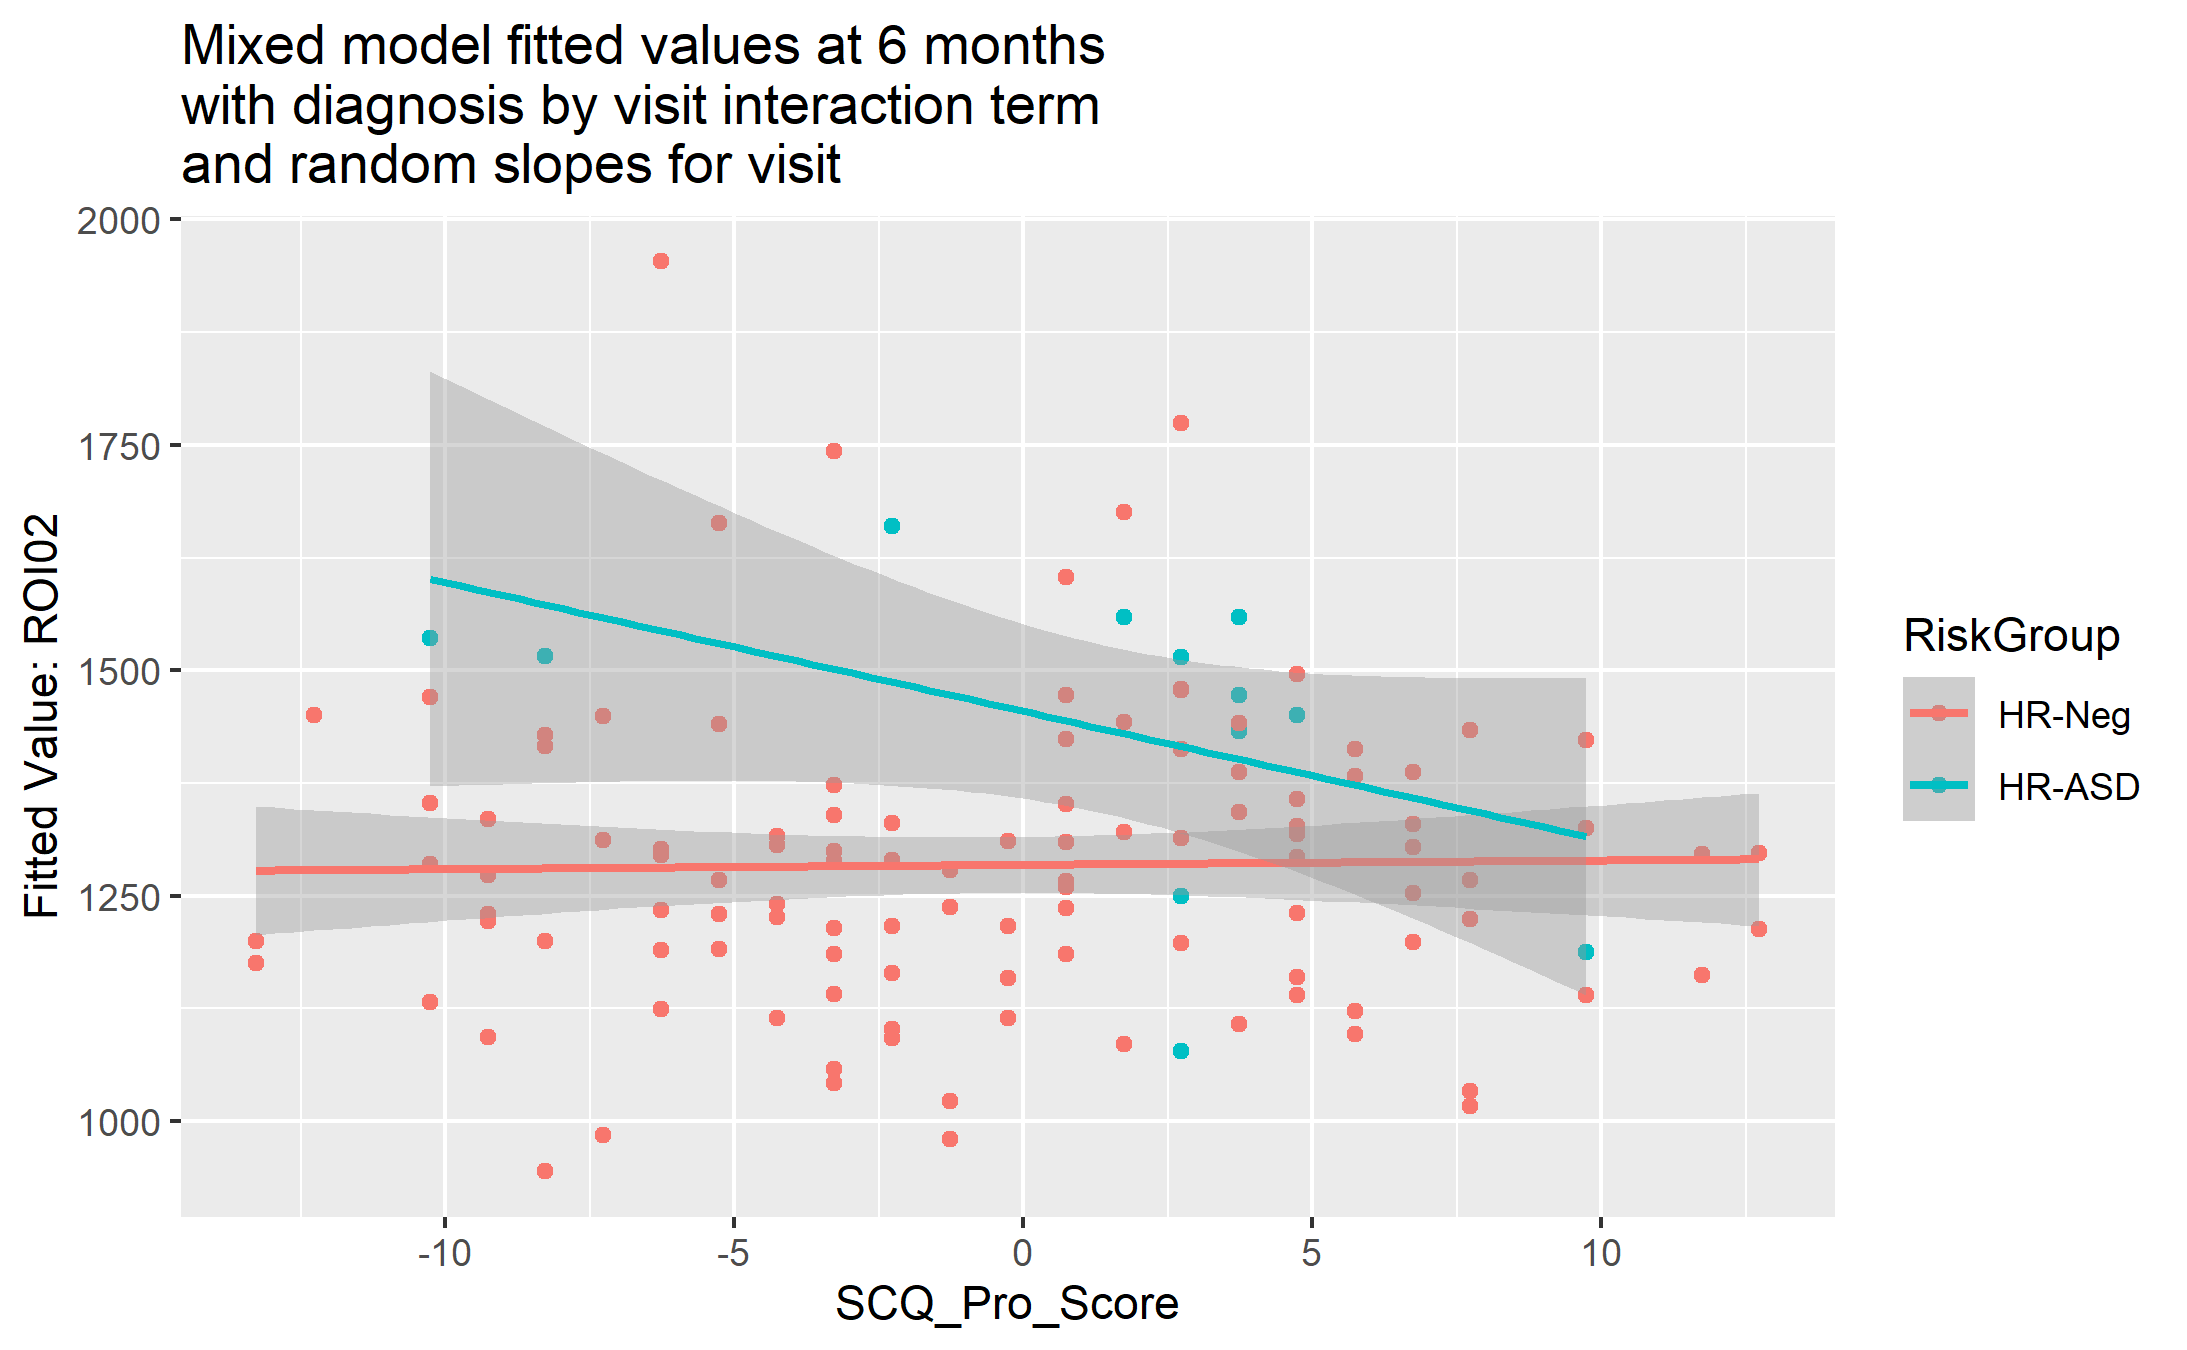 Mixed model fitted values at 6 months
with diagnosis by visit interaction term
and random slopes for visit
2000
1750
1500
1250
1000
Fitted Value: ROI02
-10
-5
0
5
10
SCQ_Pro_Score
RiskGroup
HR-Neg
HR-ASD